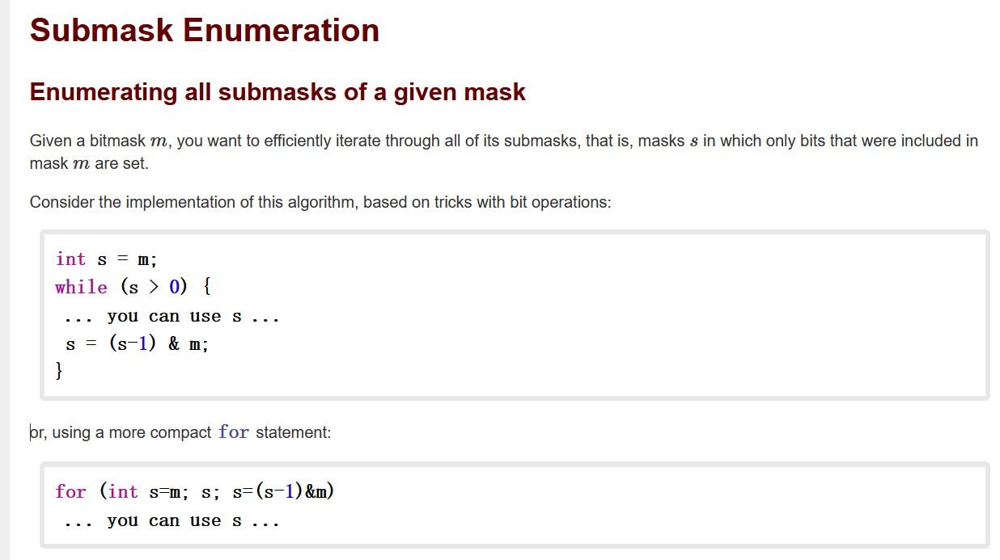 Submask Enumeration
Enumerating all submasks of a given mask
Given a bitmask m, you want to efficiently iterate through all of its submasks, that is, masks s in which only bits that were included in
mask m are set.
Consider the implementation of this algorithm, based on tricks with bit operations:
int s = m;
while (s > 0) {
... you can use s ...
s = (s-1) & m;
}
or, using a more compact for statement:
for (int s=m; s; s=(s-1)&m)
... you can use s ...